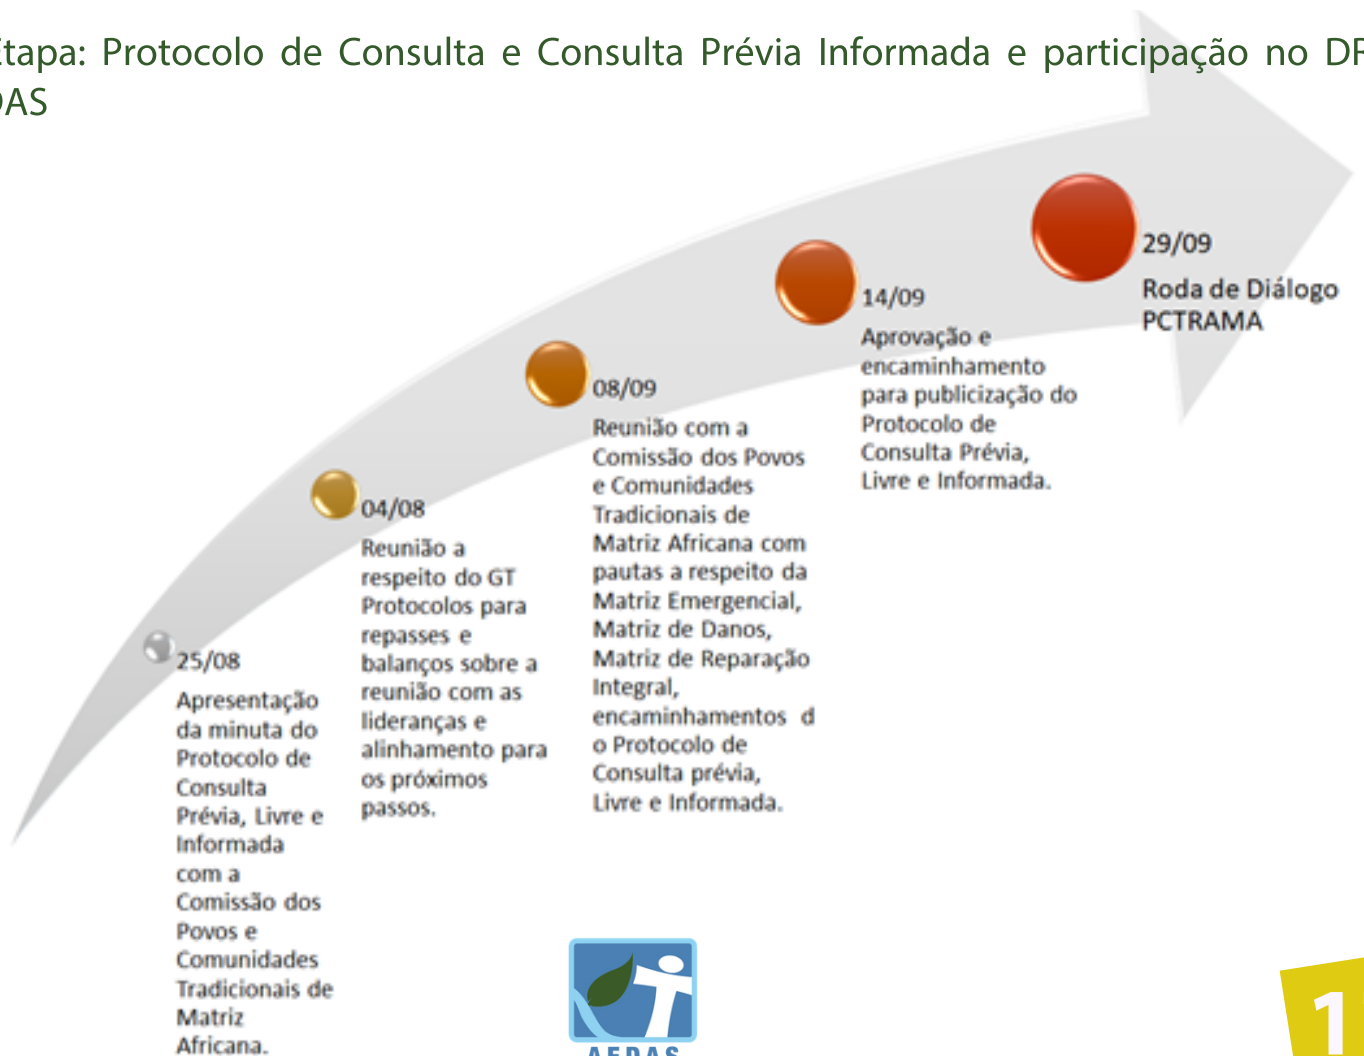 Etapa: Protocolo de Consulta e Consulta Prévia Informada e participação no DR
DAS
25/08
Apresentação
da minuta do
Protocolo de
Consulta
Prévia, Livre e
Informada
com a
Comissão dos
Povos e
Comunidades
Tradicionais de
Matriz
Africana.
04/08
Reunião a
respeito do GT
Protocolos para
repasses e
balanços sobre a
reunião com as
lideranças e
alinhamento para
os próximos
passos.
08/09
Reunião com a
Comissão dos Povos
e Comunidades
Tradicionais de
Matriz Africana com
pautas a respeito da
Matriz Emergencial,
Matriz de Danos,
Matriz de Reparação
Integral,
encaminhamentos d
o Protocolo de
Consulta prévia,
Livre e Informada.
14/09
Aprovação e
encaminhamento
para publicização do
Protocolo de
Consulta Prévia,
Livre e Informada.
29/09
Roda de Diálogo
PCTRAMA
AEDAS
1